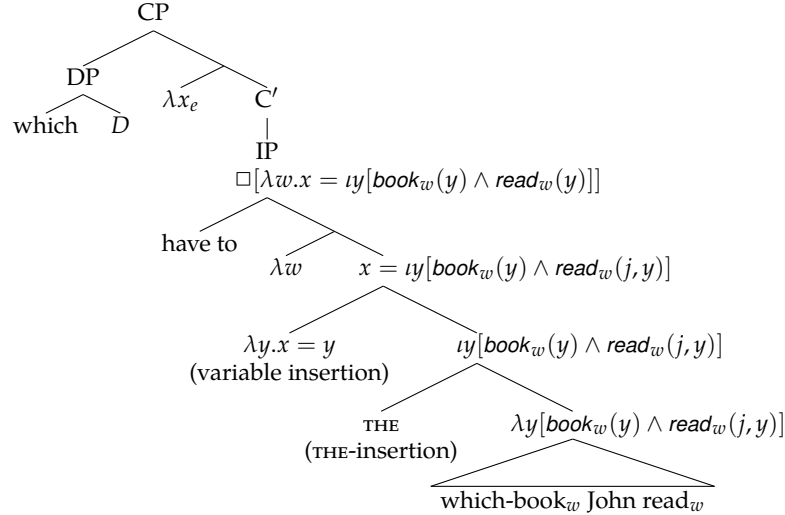 CP
DP
λx_e C′
which D
IP
□[λw.x = ιy[book_w(y) ∧ read_w(y)]]
have to
λw x = ιy[book_w(y) ∧ read_w(j, y)]
λy.x = y ιy[book_w(y) ∧ read_w(j, y)]
(variable insertion)
THE λy[book_w(y) ∧ read_w(j, y)]
(THE-insertion)
which-book_w John read_w